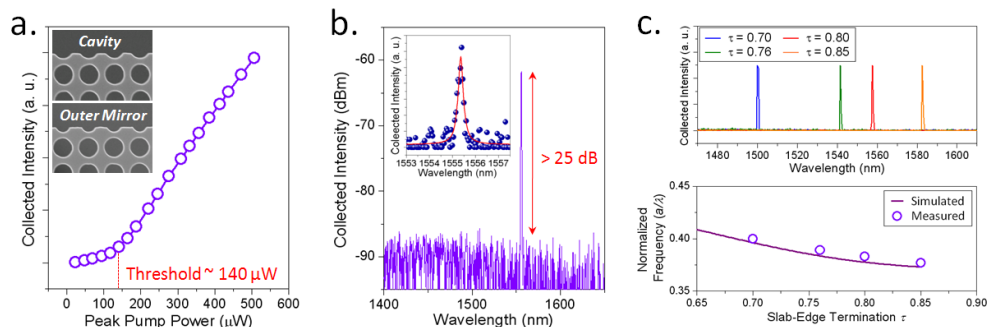 a.
Cavity
Outer Mirror
Collected Intensity (a. u.)
Threshold ~ 140 μW
0 100 200 300 400 500 600
Peak Pump Power (μW)
b.
Collected Intensity (dBm)
-60
-70
-80
-90
Coleected Intensity (a. u.)
1553 1554 1555 1556 1557
Wavelength (nm)
> 25 dB
1400 1500 1600
Wavelength (nm)
c.
τ = 0.70
τ = 0.80
τ = 0.76
τ = 0.85
Collected Intensity (a. u.)
1480 1500 1520 1540 1560 1580 1600
Wavelength (nm)
Normalized
Frequency (a/λ)
0.45
0.40
0.35
Simulated
Measured
0.65 0.70 0.75 0.80 0.85 0.90
Slab-Edge Termination τ